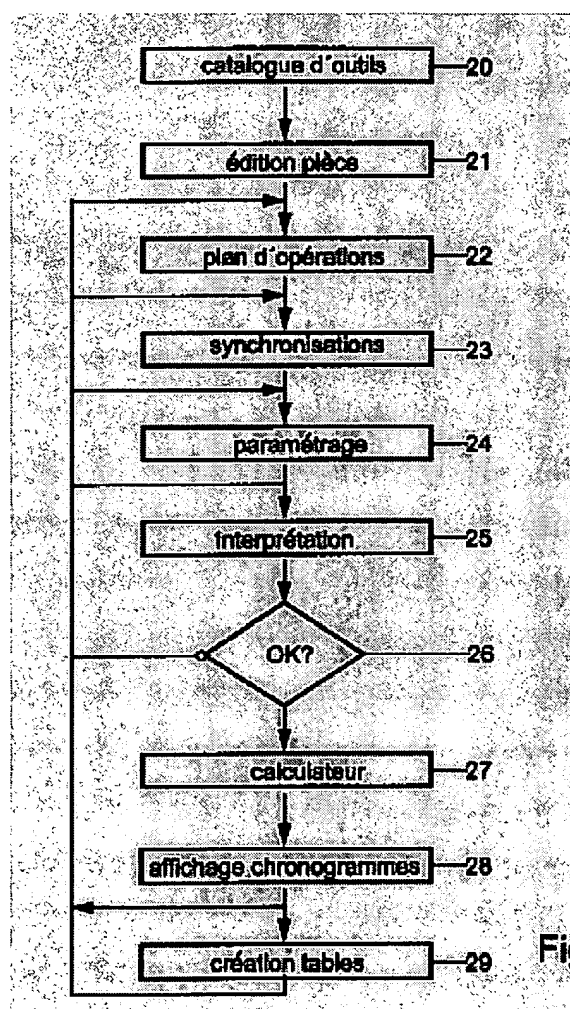 catalogue d'outils 20
édition pièce 21
plan d'opérations 22
synchronisations 23
paramétrage 24
interprétation 25
OK? 26
calculateur 27
affichage chronogrammes 28
création tables 29